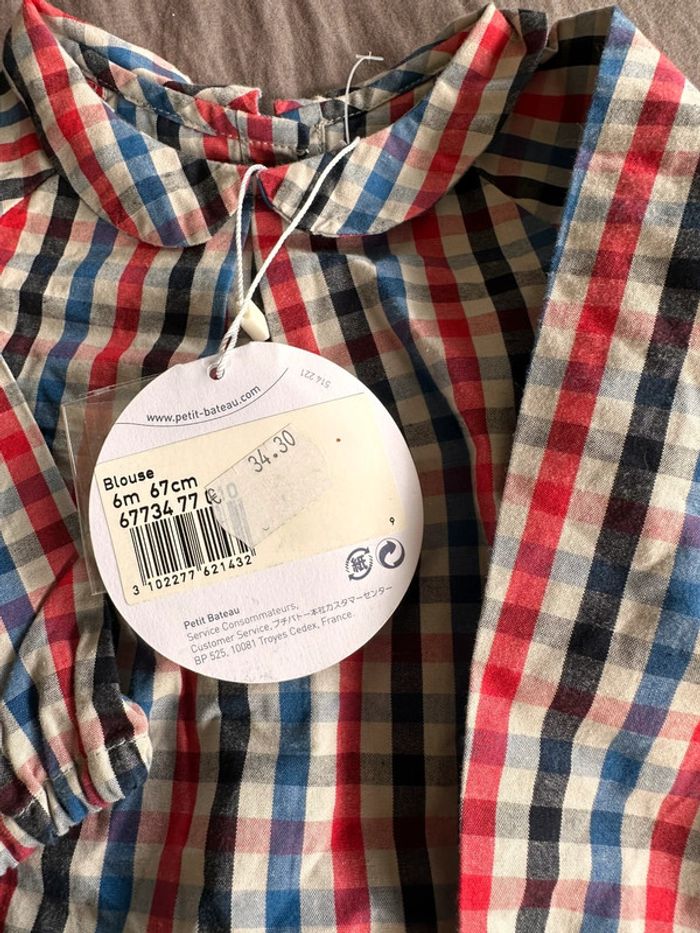 514 221
www.petit-bateau.com
34.30
Blouse
6m 67cm
67734 77
€
9
3 102277 621432
紙
Petit Bateau
Service Consommateurs,
Customer Service, プチバトー本社カスタマーセンター
BP 525, 10081 Troyes Cedex, France.